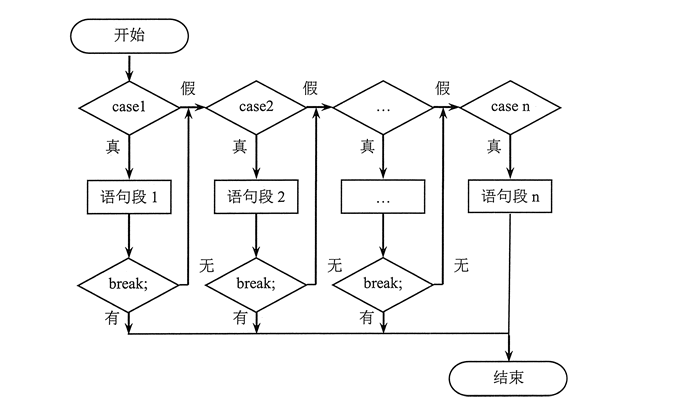 开始
假
假
假
case1
case2
…
case n
真
真
真
真
语句段 1
语句段 2
…
语句段 n
无
无
无
break;
break;
break;
有
有
有
结束